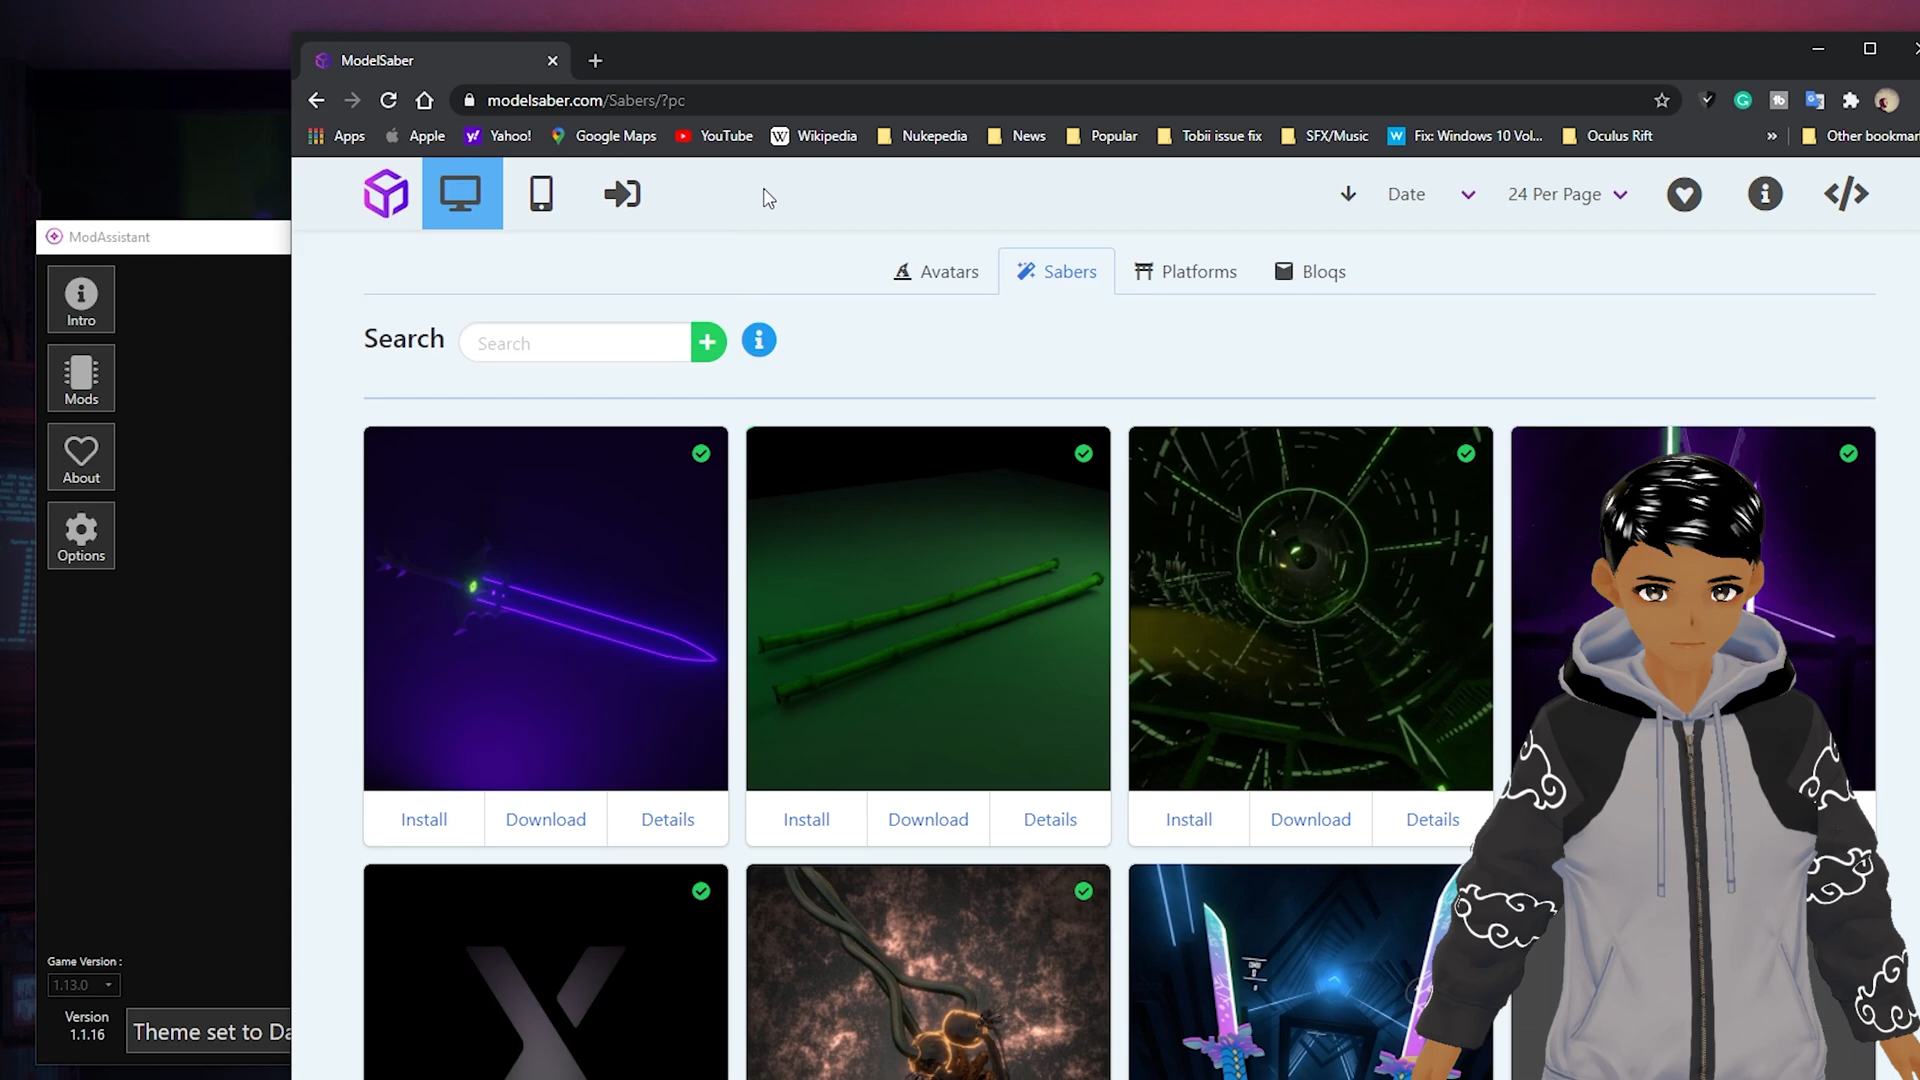 ModelSaber
modelsaber.com/Sabers/?pc
Apps Apple Yahoo! Google Maps YouTube Wikipedia Nukepedia News Popular Tobii issue fix SFX/Music Fix: Windows 10 Vol... Oculus Rift » Other bookmar
Date 24 Per Page
ModAssistant
Intro
Mods
About
Options
Avatars Sabers Platforms Bloqs
Search Search
Install Download Details
Install Download Details
Install Download Details
Game Version :
1.13.0
Version
1.1.16
Theme set to Da